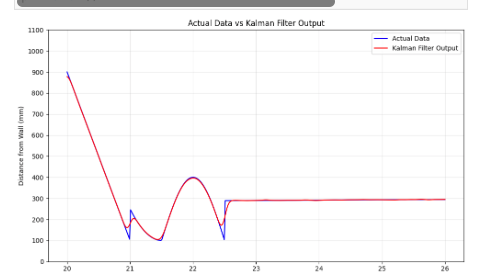 Actual Data vs Kalman Filter Output
Actual Data
Kalman Filter Output
Distance from Wall (mm)
1100
1000
900
800
700
600
500
400
300
200
100
0
20 21 22 23 24 25 26